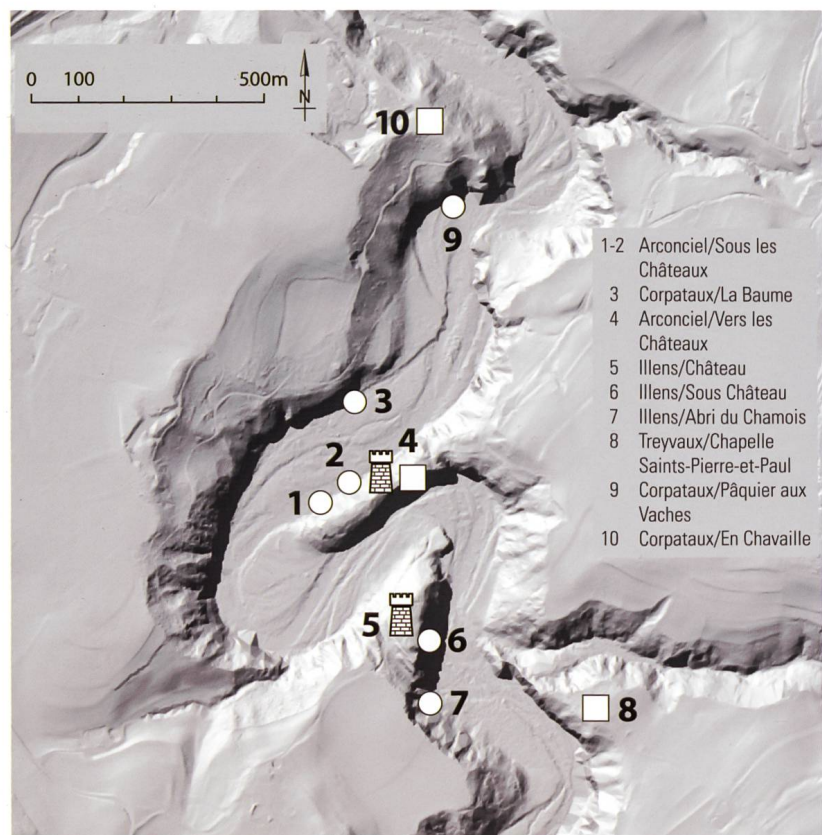 0 100 500m
N
10
9
1-2 Arconciel/Sous les
Châteaux
3 Corpataux/La Baume
4 Arconciel/Vers les
Châteaux
5 Illens/Château
6 Illens/Sous Château
7 Illens/Abri du Chamois
8 Treyvaux/Chapelle
Saints-Pierre-et-Paul
9 Corpataux/Pâquier aux
Vaches
10 Corpataux/En Chavaille
3
4
2
1
5
6
7
8